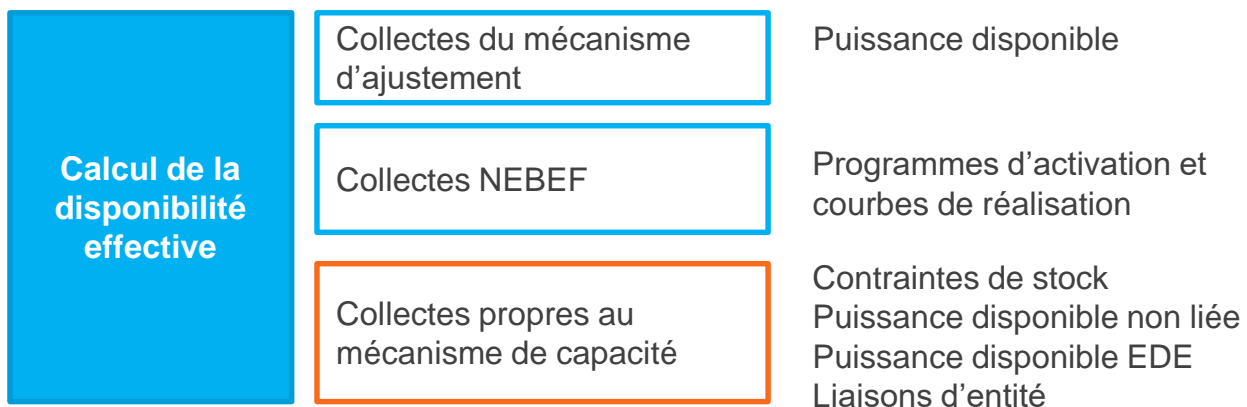 Calcul de la
disponibilité
effective
Collectes du mécanisme
d’ajustement
Puissance disponible
Collectes NEBEF
Programmes d’activation et
courbes de réalisation
Collectes propres au
mécanisme de capacité
Contraintes de stock
Puissance disponible non liée
Puissance disponible EDE
Liaisons d’entité